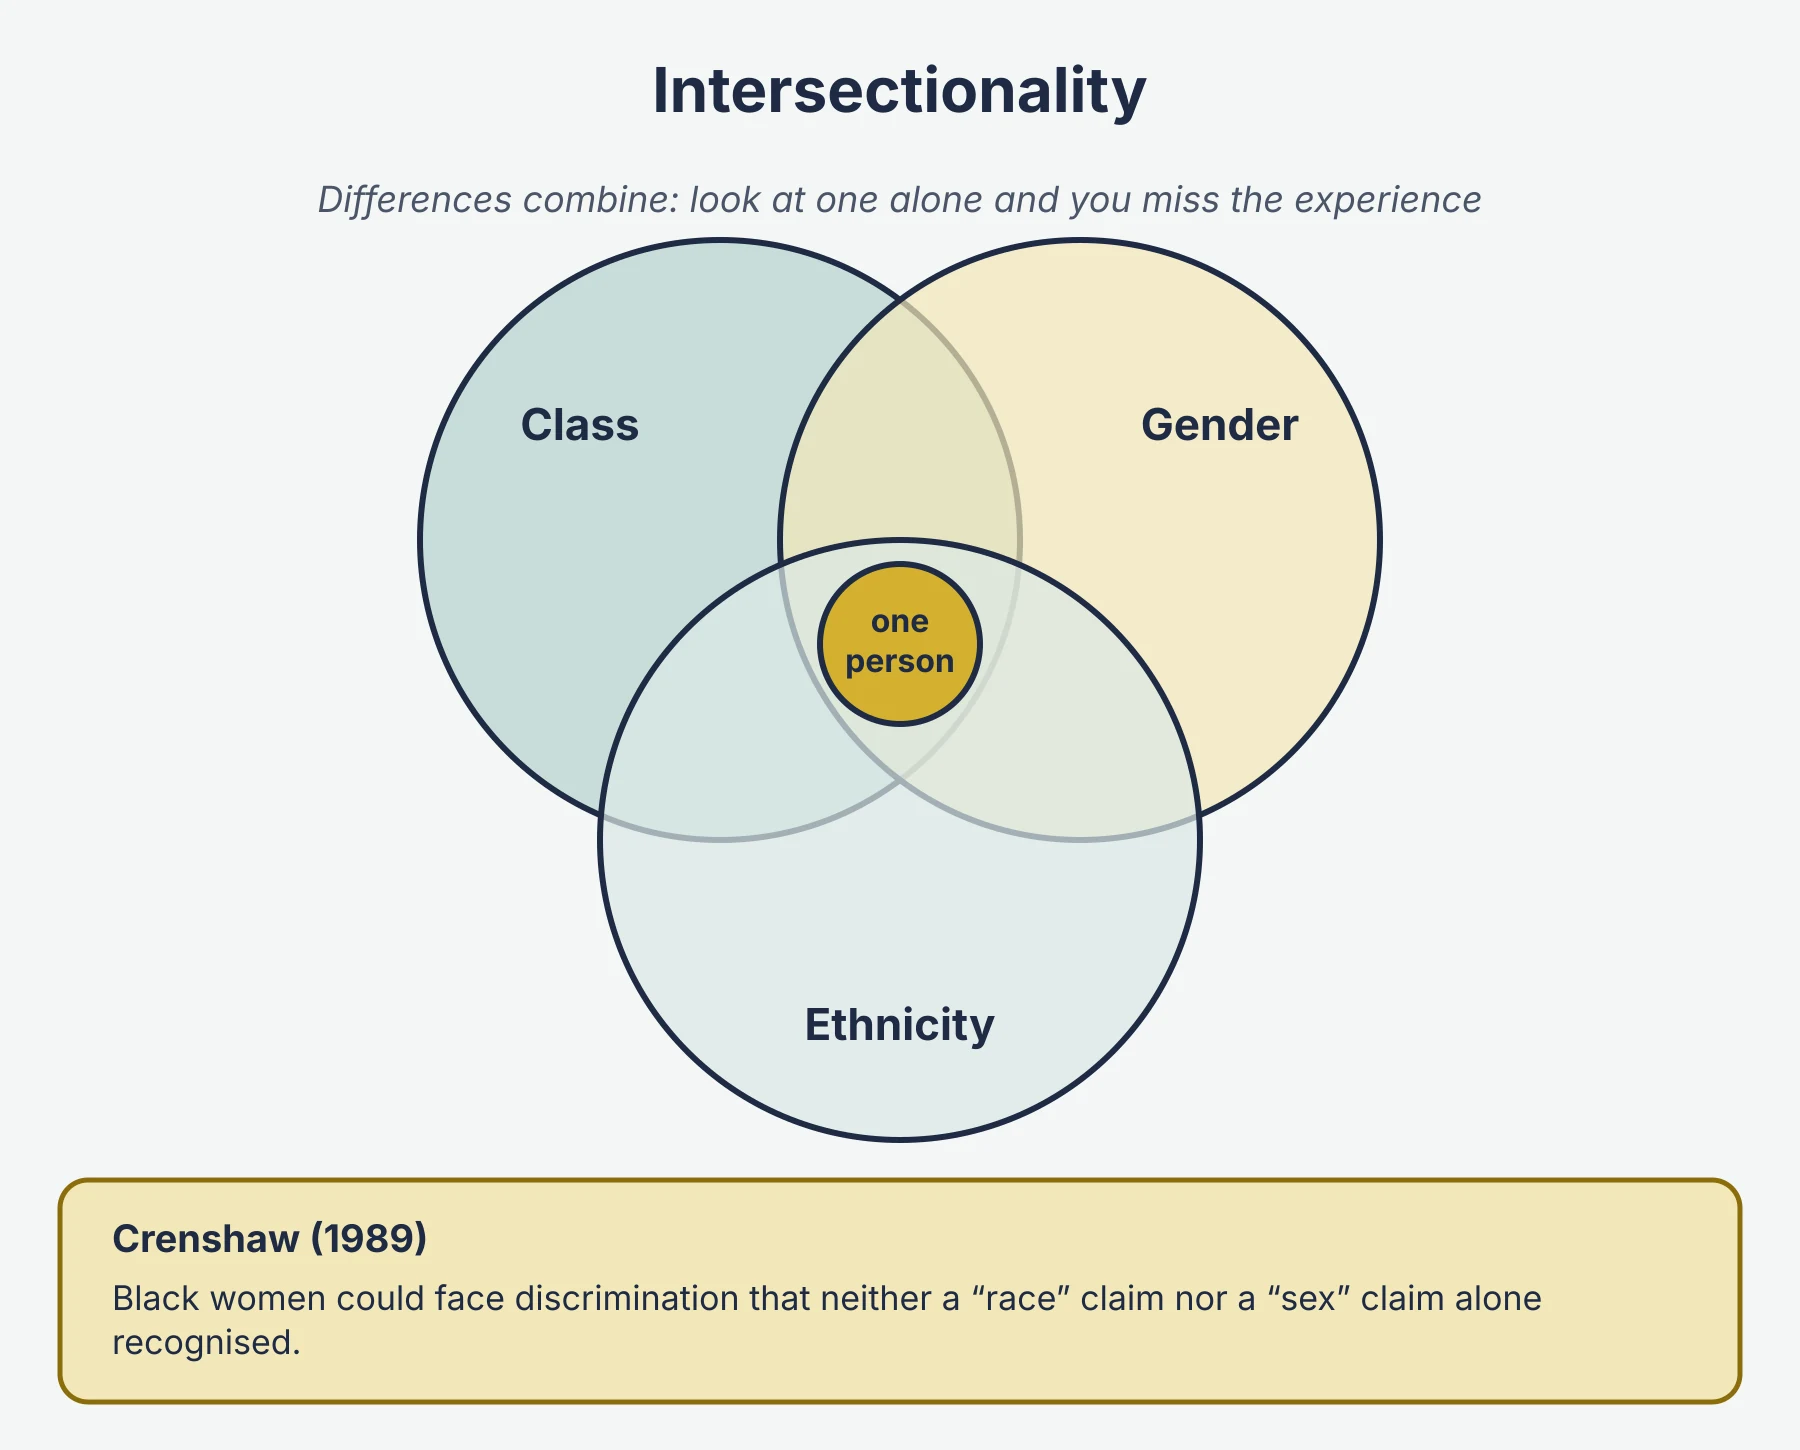 Intersectionality
Differences combine: look at one alone and you miss the experience
Class
Gender
one
person
Ethnicity
Crenshaw (1989)
Black women could face discrimination that neither a “race” claim nor a “sex” claim alone
recognised.